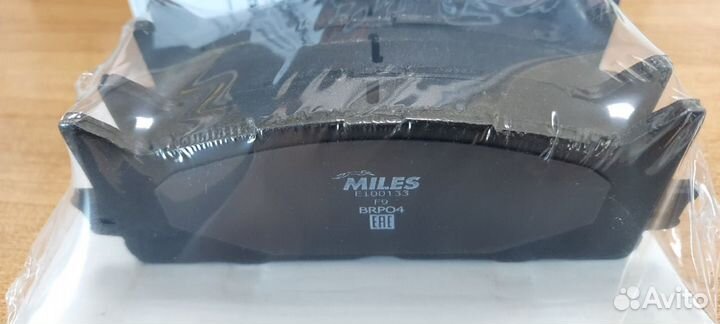 MILES
E100133
F9
BRP04
EAC
Avito